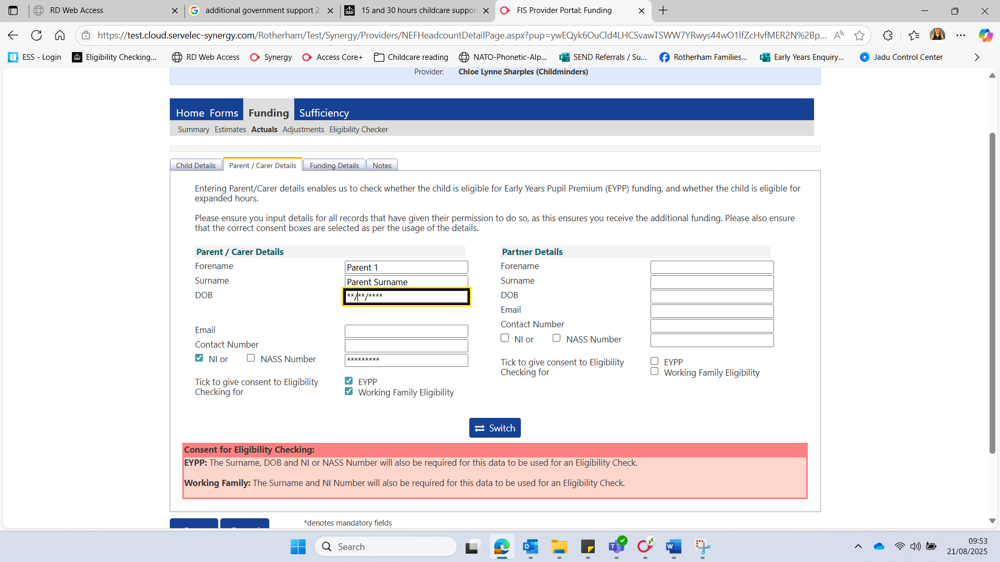 RD Web Access
additional government support 2
15 and 30 hours childcare suppor
FIS Provider Portal: Funding
https://test.cloud.servelec-synergy.com/Rotherham/Test/Synergy/Providers/NEFHeadcountDetailPage.aspx?pup=ywEQyk6OuCld4LHCSvawTSWW7YRwys44wO1lfZcHvfMER2N%2Bp...
ESS - Login
Eligibility Checking...
RD Web Access
Synergy
Access Core+
Childcare reading
NATO-Phonetic-Alp...
SEND Referrals / Su...
Rotherham Families...
Early Years Enquiry...
Jadu Control Center
Provider: Chloe Lynne Sharples (Childminders)
Home Forms Funding Sufficiency
Summary Estimates Actuals Adjustments Eligibility Checker
Child Details Parent / Carer Details Funding Details Notes
Entering Parent/Carer details enables us to check whether the child is eligible for Early Years Pupil Premium (EYPP) funding, and whether the child is eligible for
expanded hours.
Please ensure you input details for all records that have given their permission to do so, as this ensures you receive the additional funding. Please also ensure
that the correct consent boxes are selected as per the usage of the details.
Parent / Carer Details
Forename Parent 1
Surname Parent Surname
DOB **/**/****
Email
Contact Number
NI or NASS Number *********
Tick to give consent to Eligibility
Checking for
EYPP
Working Family Eligibility
Partner Details
Forename
Surname
DOB
Email
Contact Number
NI or NASS Number
Tick to give consent to Eligibility
Checking for
EYPP
Working Family Eligibility
Switch
Consent for Eligibility Checking:
EYPP: The Surname, DOB and NI or NASS Number will also be required for this data to be used for an Eligibility Check.
Working Family: The Surname and NI Number will also be required for this data to be used for an Eligibility Check.
*denotes mandatory fields
Search
09:53
21/08/2025